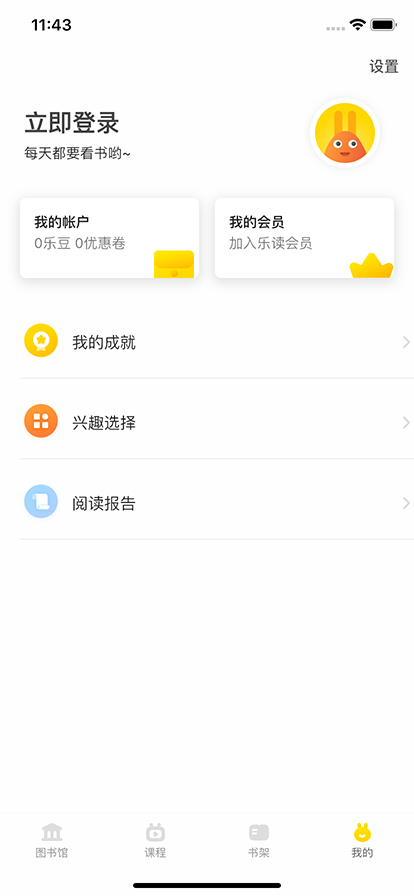 11:43
设置
立即登录
每天都要看书哟~
我的帐户
0乐豆 0优惠卷
我的会员
加入乐读会员
我的成就
兴趣选择
阅读报告
图书馆
课程
书架
我的